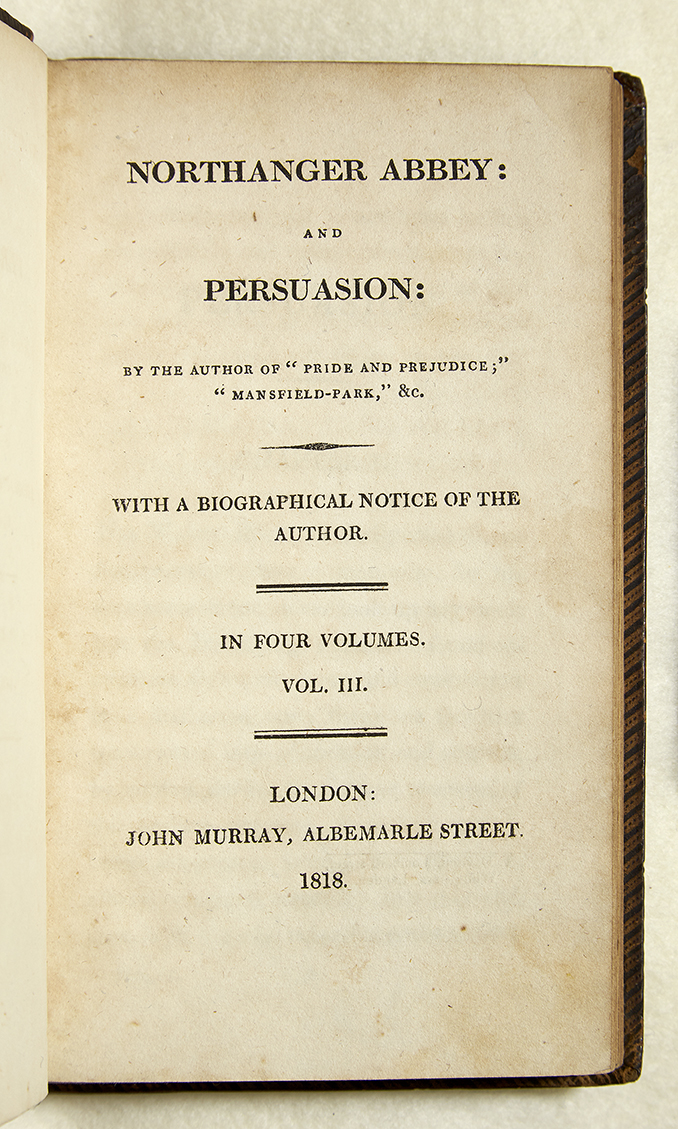 NORTHANGER ABBEY:
AND
PERSUASION:
BY THE AUTHOR OF “ PRIDE AND PREJUDICE;”
“ MANSFIELD-PARK,” &c.
WITH A BIOGRAPHICAL NOTICE OF THE
AUTHOR.
IN FOUR VOLUMES.
VOL. III.
LONDON:
JOHN MURRAY, ALBEMARLE STREET.
1818.